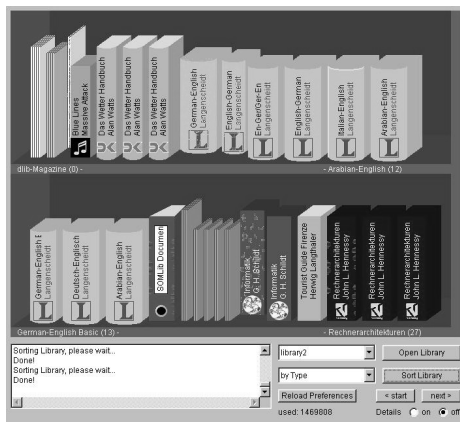 Blue Lines
Massive Attack
Das Wetter Handbuch
Alan Watts
Das Wetter Handbuch
Alan Watts
Das Wetter Handbuch
Alan Watts
German-English
Langenscheidt
English-German
Langenscheidt
En-Ger/Ger-En
Langenscheidt
English-German
Langenscheidt
Italian-English
Langenscheidt
Arabian-English
Langenscheidt
dlib-Magazine (0) -
- Arabian-English (12)
German-English E
Langenscheidt
Deutsch-Englisch
Langenscheidt
Arabian-English
Langenscheidt
SOMLib Documen
Informatik
G. H. Schildt
Informatik
G. H. Schildt
Tourist Guide Firenze
Herwig Langthaler
Rechnerarchitekturen
John L. Hennessy
Rechnerarchitekturen
John L. Hennessy
Rechnerarchitekturen
John L. Hennessy
German-English Basic (13) -
- Rechnerarchitekturen (27)
Sorting Library, please wait...
Done!
Sorting Library, please wait...
Done!
library2
Open Library
by Type
Sort Library
Reload Preferences
< start
next >
used: 1469808
Details on off